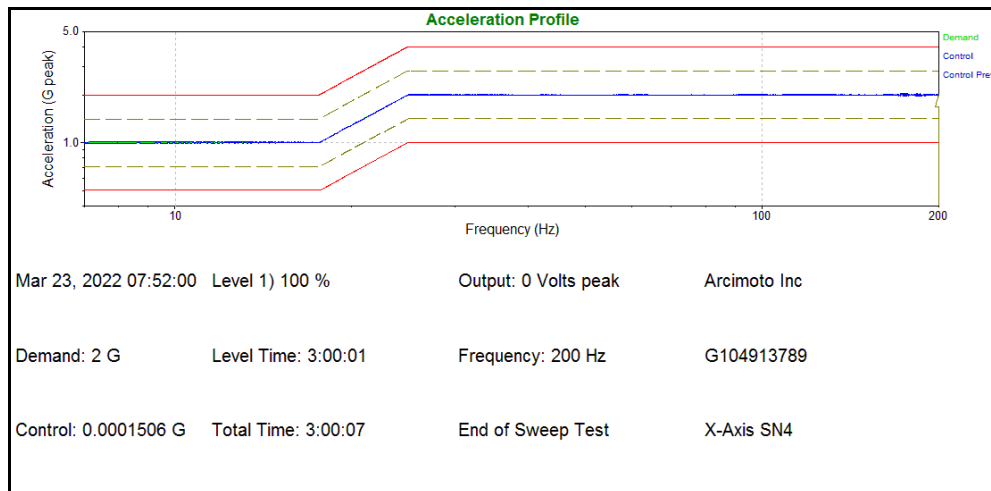 Acceleration Profile
5.0
1.0
Acceleration (G peak)
10
100
200
Frequency (Hz)
Demand
Control
Control Prev
Mar 23, 2022 07:52:00 Level 1) 100 % Output: 0 Volts peak Arcimoto Inc
Demand: 2 G Level Time: 3:00:01 Frequency: 200 Hz G104913789
Control: 0.0001506 G Total Time: 3:00:07 End of Sweep Test X-Axis SN4